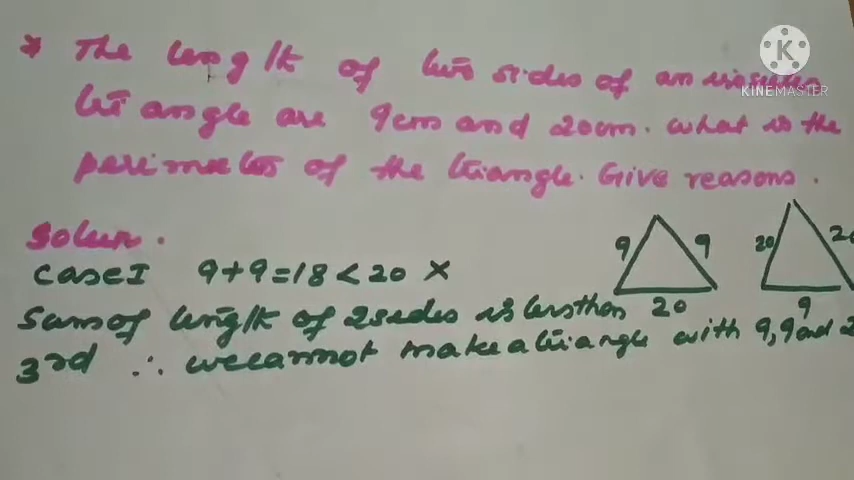 * The length of two sides of an isosceles
triangle are 9cm and 20cm. what is the
perimeter of the triangle. Give reasons.
Solun.
Case I 9+9=18<20 ×
Sum of length of 2sides is less than
3rd ∴ we cannot make a triangle with 9, 9 and 2
9 9 20
20 20 9
K
KINEMASTER